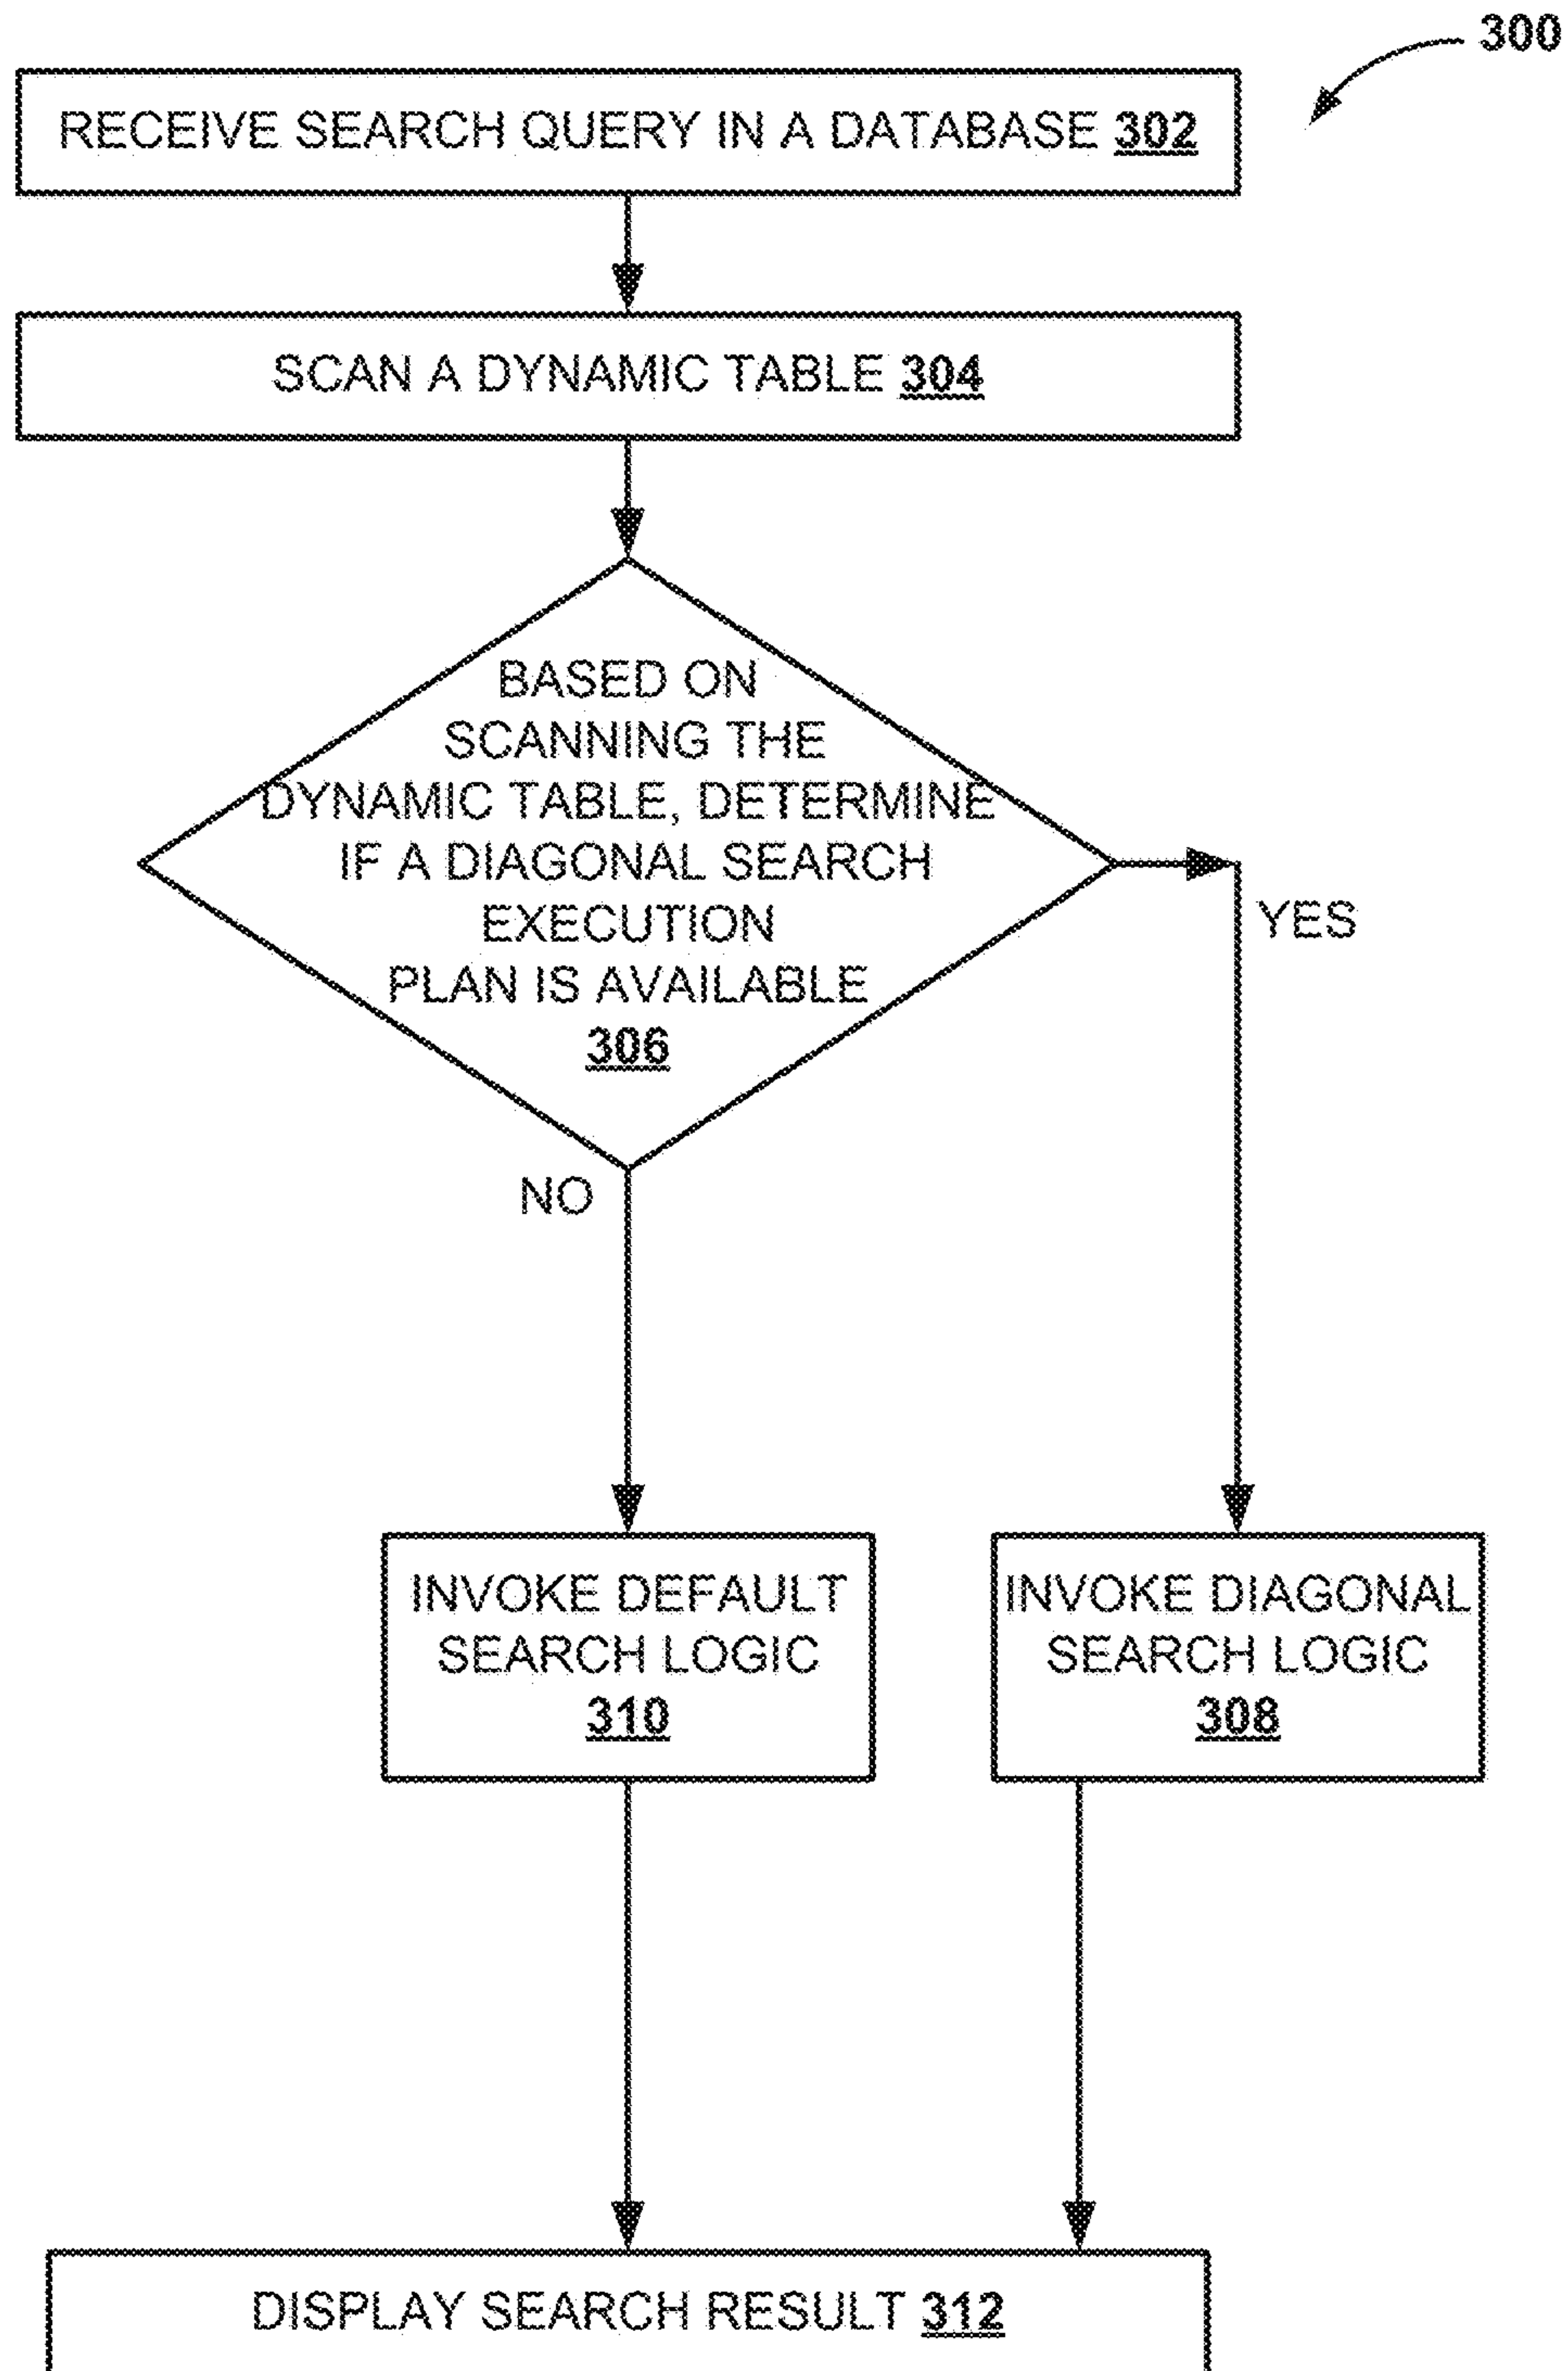 300
RECEIVE SEARCH QUERY IN A DATABASE 302
SCAN A DYNAMIC TABLE 304
BASED ON
SCANNING THE
DYNAMIC TABLE, DETERMINE
IF A DIAGONAL SEARCH
EXECUTION
PLAN IS AVAILABLE
306
YES
NO
INVOKE DEFAULT
SEARCH LOGIC
310
INVOKE DIAGONAL
SEARCH LOGIC
308
DISPLAY SEARCH RESULT 312